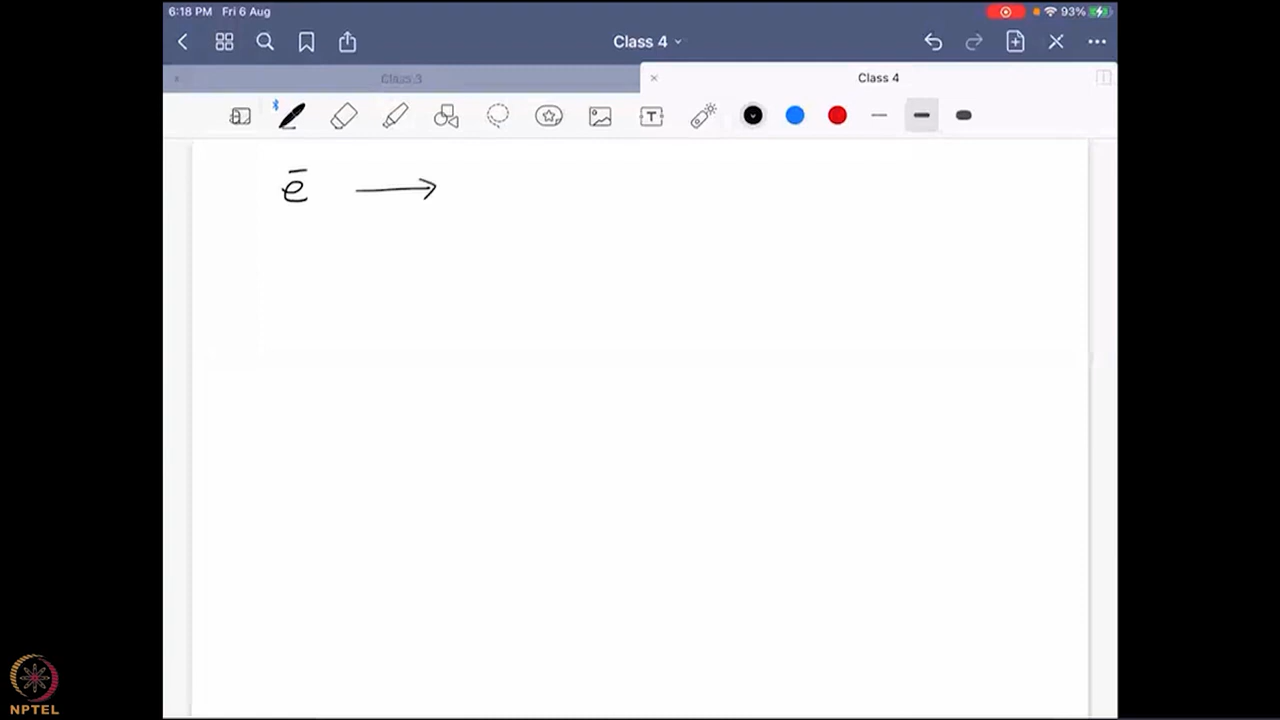 6:18 PM Fri 6 Aug 93%
Class 4
Class 3 Class 4
T
ē →
NPTEL